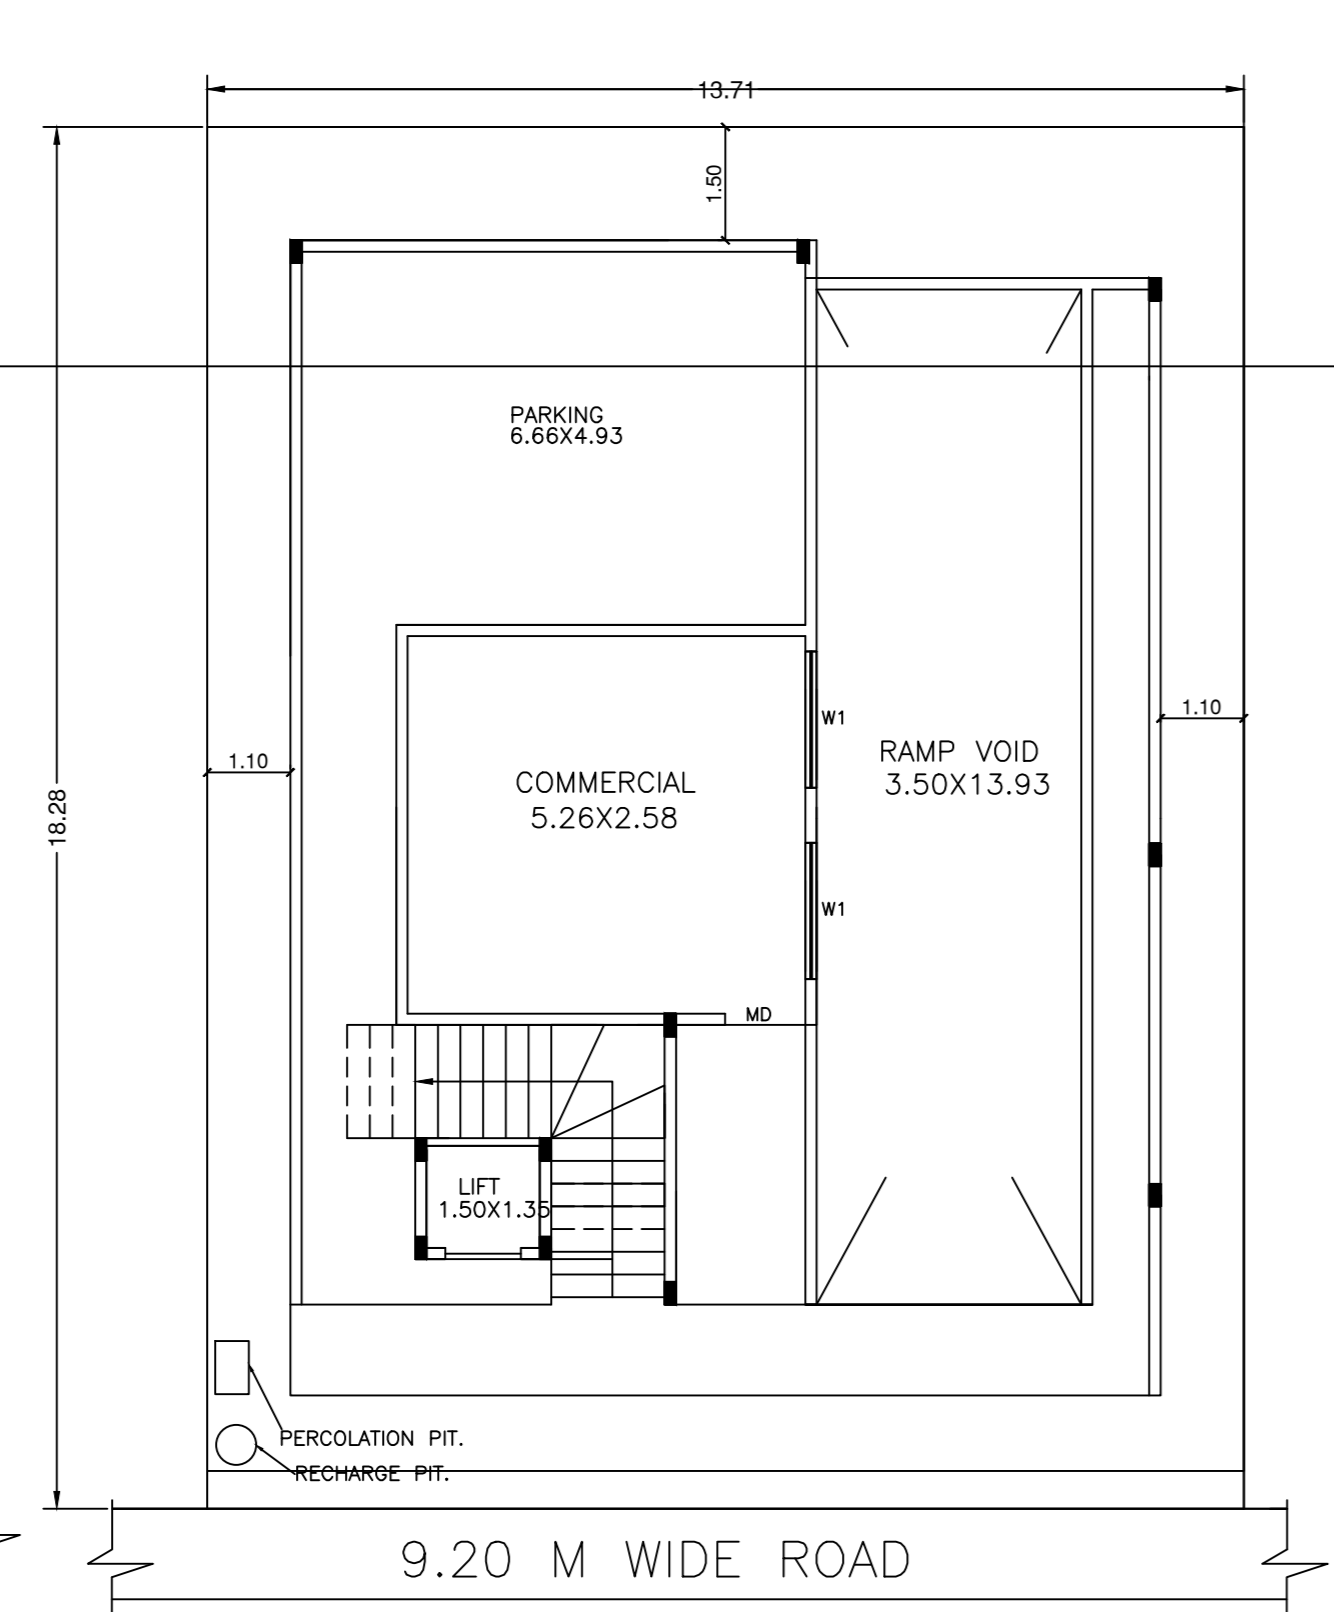 13.71
1.50
PARKING
6.66X4.93
W1
1.10
RAMP VOID
3.50X13.93
1.10
COMMERCIAL
5.26X2.58
18.28
W1
MD
LIFT
1.50X1.35
PERCOLATION PIT.
RECHARGE PIT.
9.20 M WIDE ROAD